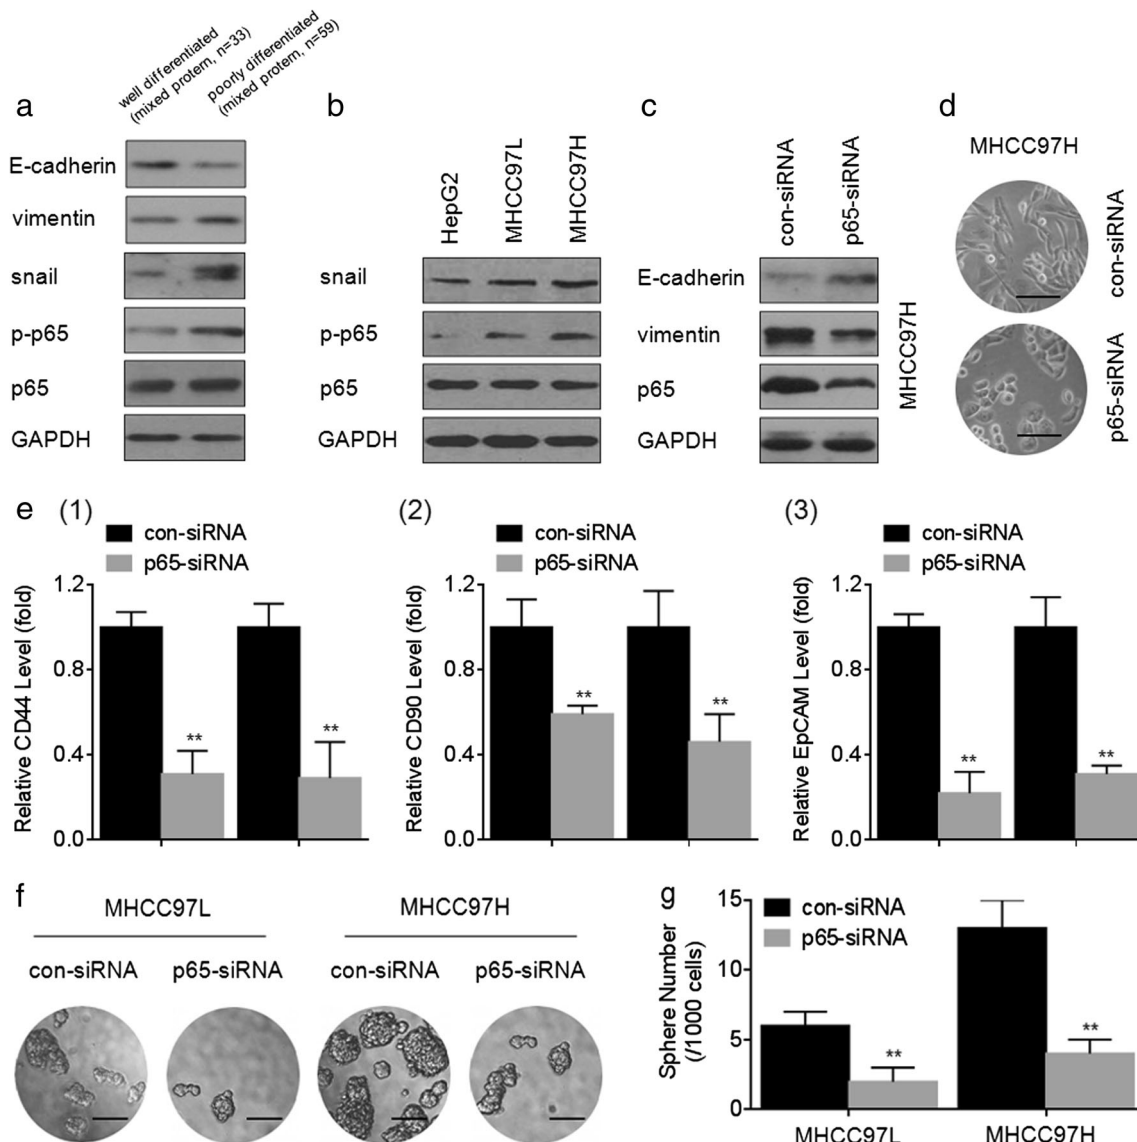 well differentiated
(mixed protein, n=33)
poorly differentiated
(mixed protein, n=59)
a
E-cadherin
vimentin
snail
p-p65
p65
GAPDH
b
HepG2
MHCC97L
MHCC97H
snail
p-p65
p65
GAPDH
c
con-siRNA
p65-siRNA
E-cadherin
vimentin
p65
GAPDH
MHCC97H
d
MHCC97H
con-siRNA
p65-siRNA
e
(1)
con-siRNA
p65-siRNA
Relative CD44 Level (fold)
1.2
0.8
0.4
0.0
**
**
(2)
con-siRNA
p65-siRNA
Relative CD90 Level (fold)
1.2
0.8
0.4
0.0
**
**
(3)
con-siRNA
p65-siRNA
Relative EpCAM Level (fold)
1.2
0.8
0.4
0.0
**
**
f
MHCC97L
MHCC97H
con-siRNA
p65-siRNA
con-siRNA
p65-siRNA
g
con-siRNA
p65-siRNA
Sphere Number
(/1000 cells)
15
10
5
0
**
**
MHCC97L
MHCC97H